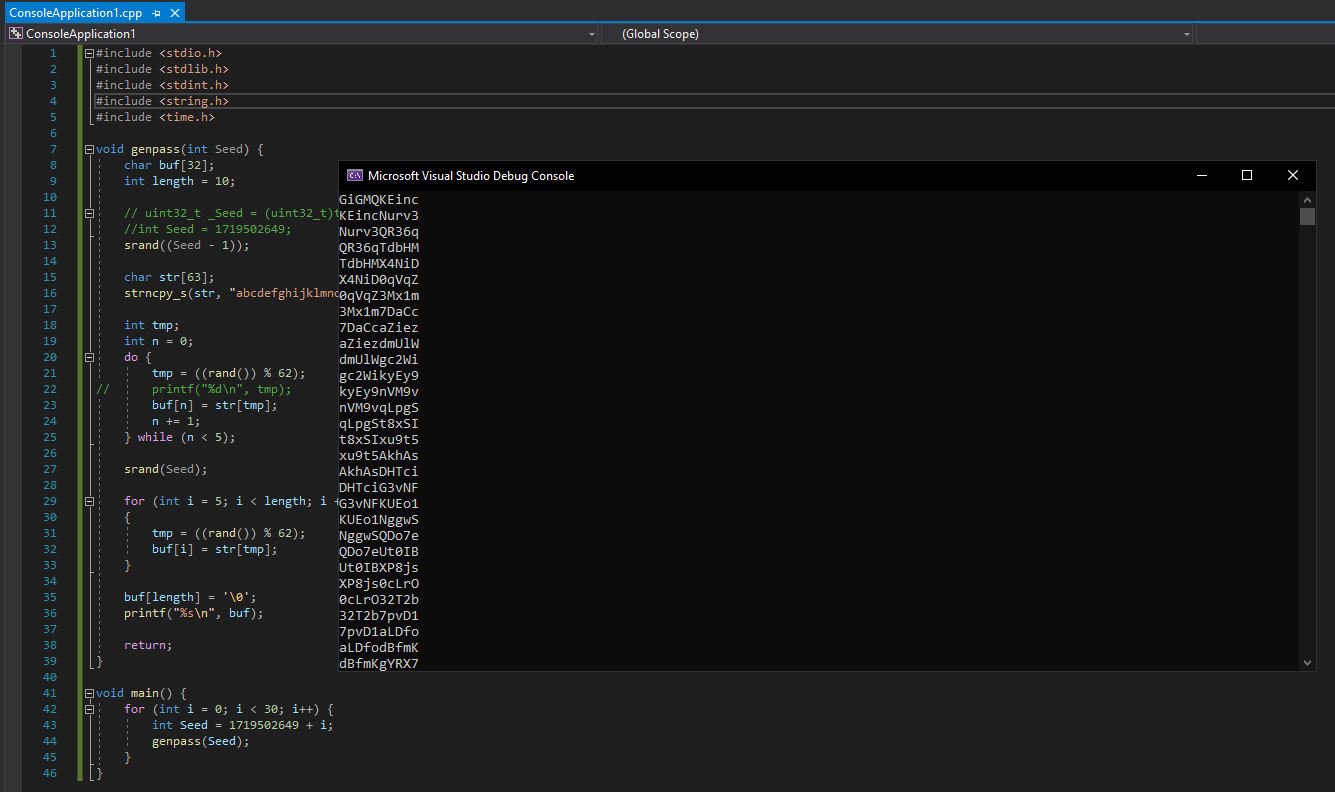 ConsoleApplication1.cpp
ConsoleApplication1
(Global Scope)
1 #include <stdio.h>
2 #include <stdlib.h>
3 #include <stdint.h>
4 #include <string.h>
5 #include <time.h>
6
7 void genpass(int Seed) {
8 char buf[32];
9 int length = 10;
10
11 // uint32_t _Seed = (uint32_t)t
12 //int Seed = 1719502649;
13 srand((Seed - 1));
14
15 char str[63];
16 strncpy_s(str, "abcdefghijklmno
17
18 int tmp;
19 int n = 0;
20 do {
21 tmp = ((rand()) % 62);
22 // printf("%d\n", tmp);
23 buf[n] = str[tmp];
24 n += 1;
25 } while (n < 5);
26
27 srand(Seed);
28
29 for (int i = 5; i < length; i +
30 {
31 tmp = ((rand()) % 62);
32 buf[i] = str[tmp];
33 }
34
35 buf[length] = '\0';
36 printf("%s\n", buf);
37
38 return;
39 }
40
41 void main() {
42 for (int i = 0; i < 30; i++) {
43 int Seed = 1719502649 + i;
44 genpass(Seed);
45 }
46 }
Microsoft Visual Studio Debug Console
GiGMQKEinc
KEincNurv3
Nurv3QR36q
QR36qTdbHM
TdbHMX4NiD
X4NiD0qVqZ
0qVqZ3Mx1m
3Mx1m7DaCc
7DaCcaZiez
aZiezdmUlW
dmUlWgc2Wi
gc2WikyEy9
kyEy9nVM9v
nVM9vqLpgS
qLpgSt8xSI
t8xSIxu9t5
xu9t5AkhAs
AkhAsDHTci
DHTciG3vNF
G3vNFKUEo1
KUEo1NggwS
NggwSQDo7e
QDo7eUt0IB
Ut0IBXP8js
XP8js0cLrO
0cLrO32T2b
32T2b7pvD1
7pvD1aLDfo
aLDfodBfmK
dBfmKgYRX7